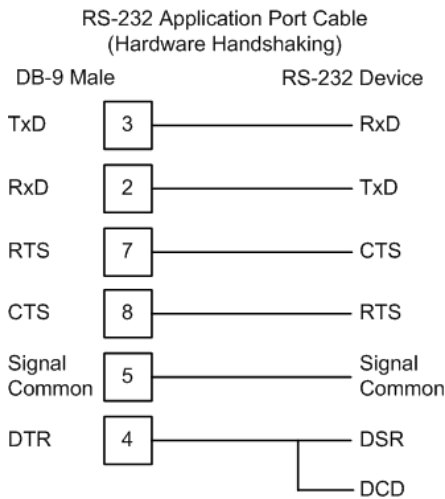 RS-232 Application Port Cable
(Hardware Handshaking)
DB-9 Male RS-232 Device
TxD 3 RxD
RxD 2 TxD
RTS 7 CTS
CTS 8 RTS
Signal Common 5 Signal Common
DTR 4 DSR
DCD